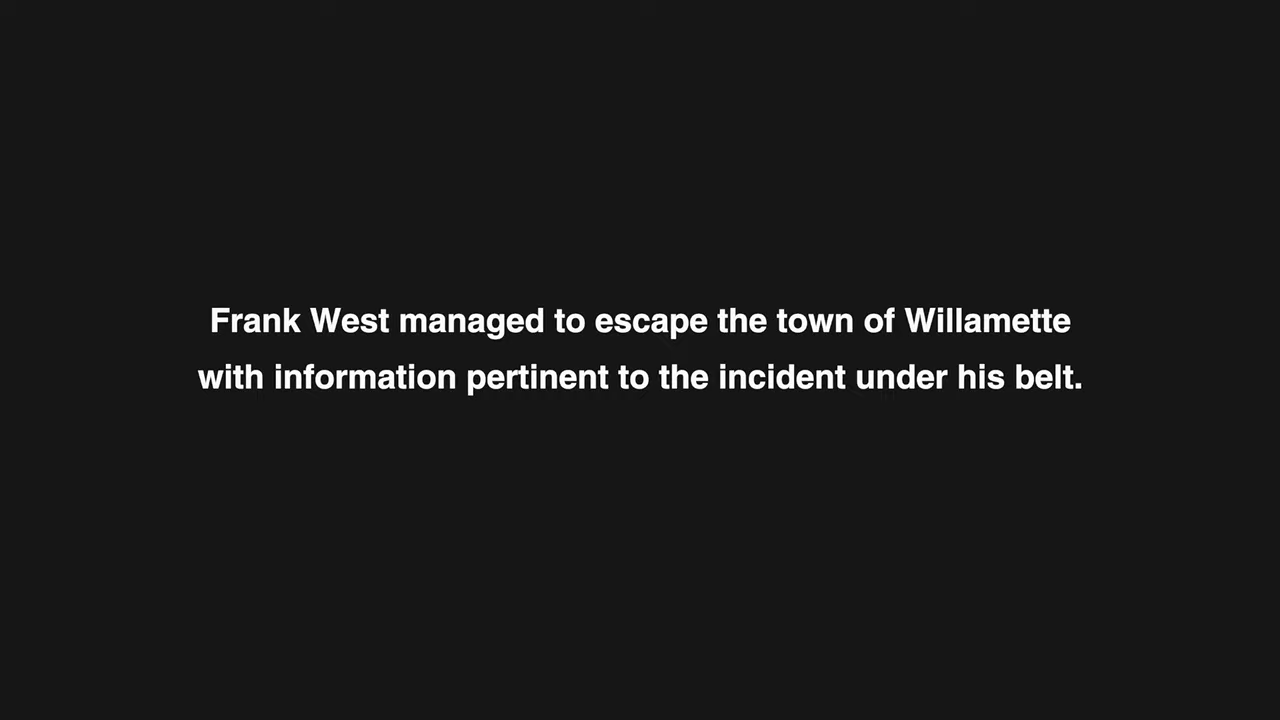 Frank West managed to escape the town of Willamette
with information pertinent to the incident under his belt.